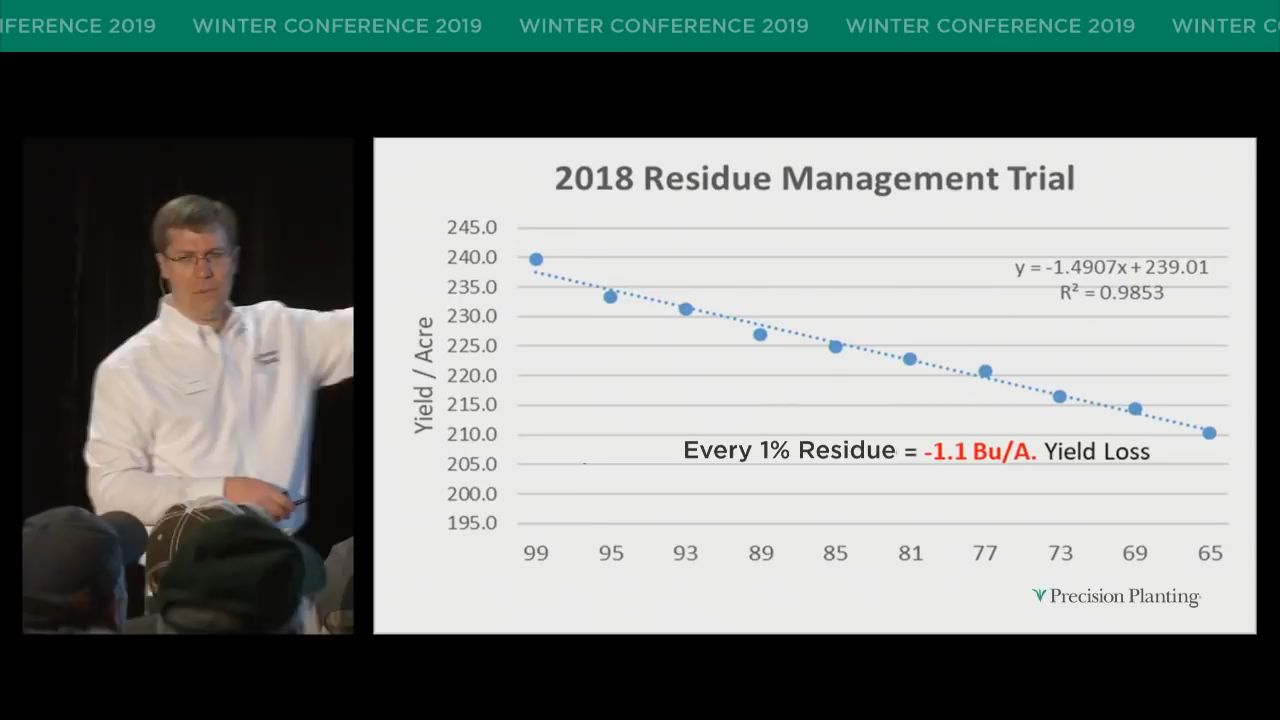 NFERENCE 2019 WINTER CONFERENCE 2019 WINTER CONFERENCE 2019 WINTER CONFERENCE 2019 WINTER C
2018 Residue Management Trial
245.0
240.0
235.0
230.0
225.0
220.0
215.0
210.0
205.0
200.0
195.0
Yield / Acre
y = -1.4907x + 239.01
R² = 0.9853
Every 1% Residue = -1.1 Bu/A. Yield Loss
99 95 93 89 85 81 77 73 69 65
Precision Planting